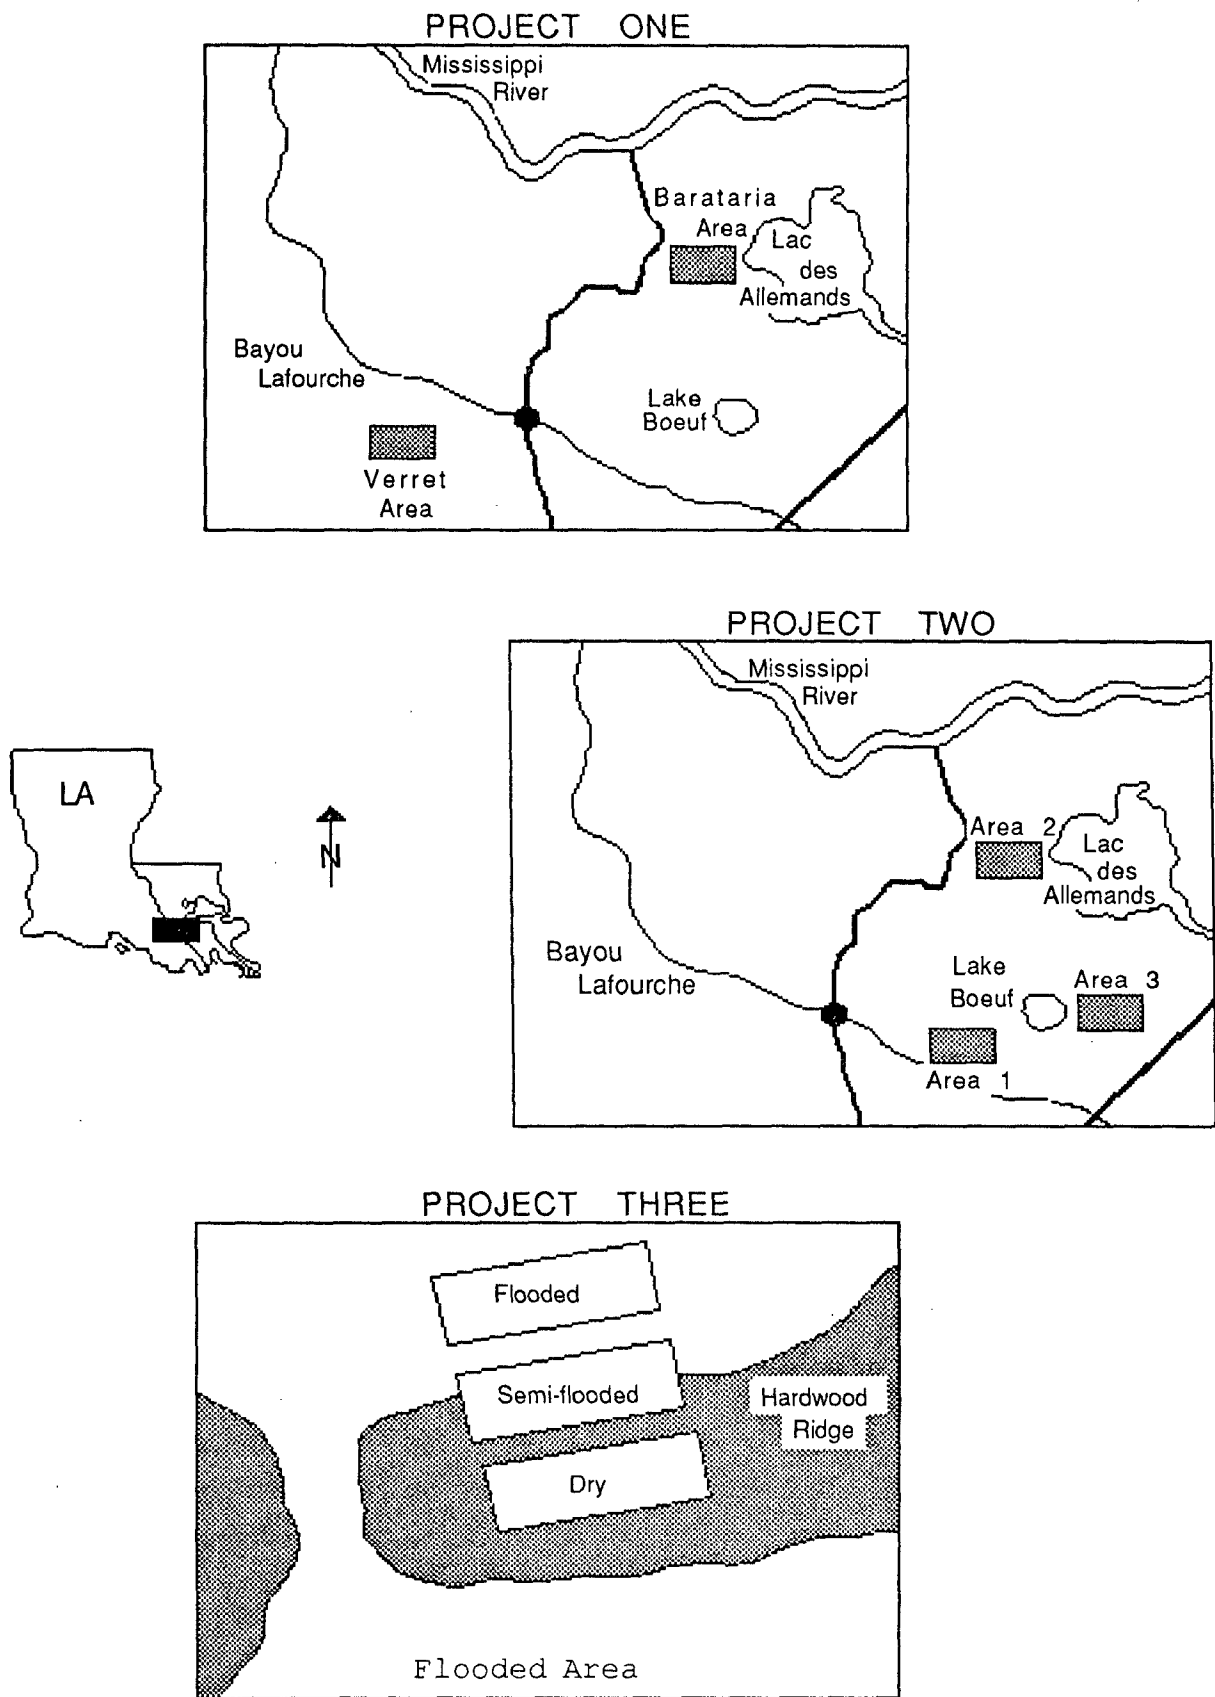 PROJECT ONE
Mississippi
River
Barataria
Area
Lac
des
Allemands
Bayou
Lafourche
Lake
Boeuf
Verret
Area
PROJECT TWO
Mississippi
River
LA
N
Area 2
Lac
des
Allemands
Bayou
Lafourche
Lake
Boeuf
Area 3
Area 1
PROJECT THREE
Flooded
Semi-flooded
Hardwood
Ridge
Dry
Flooded Area